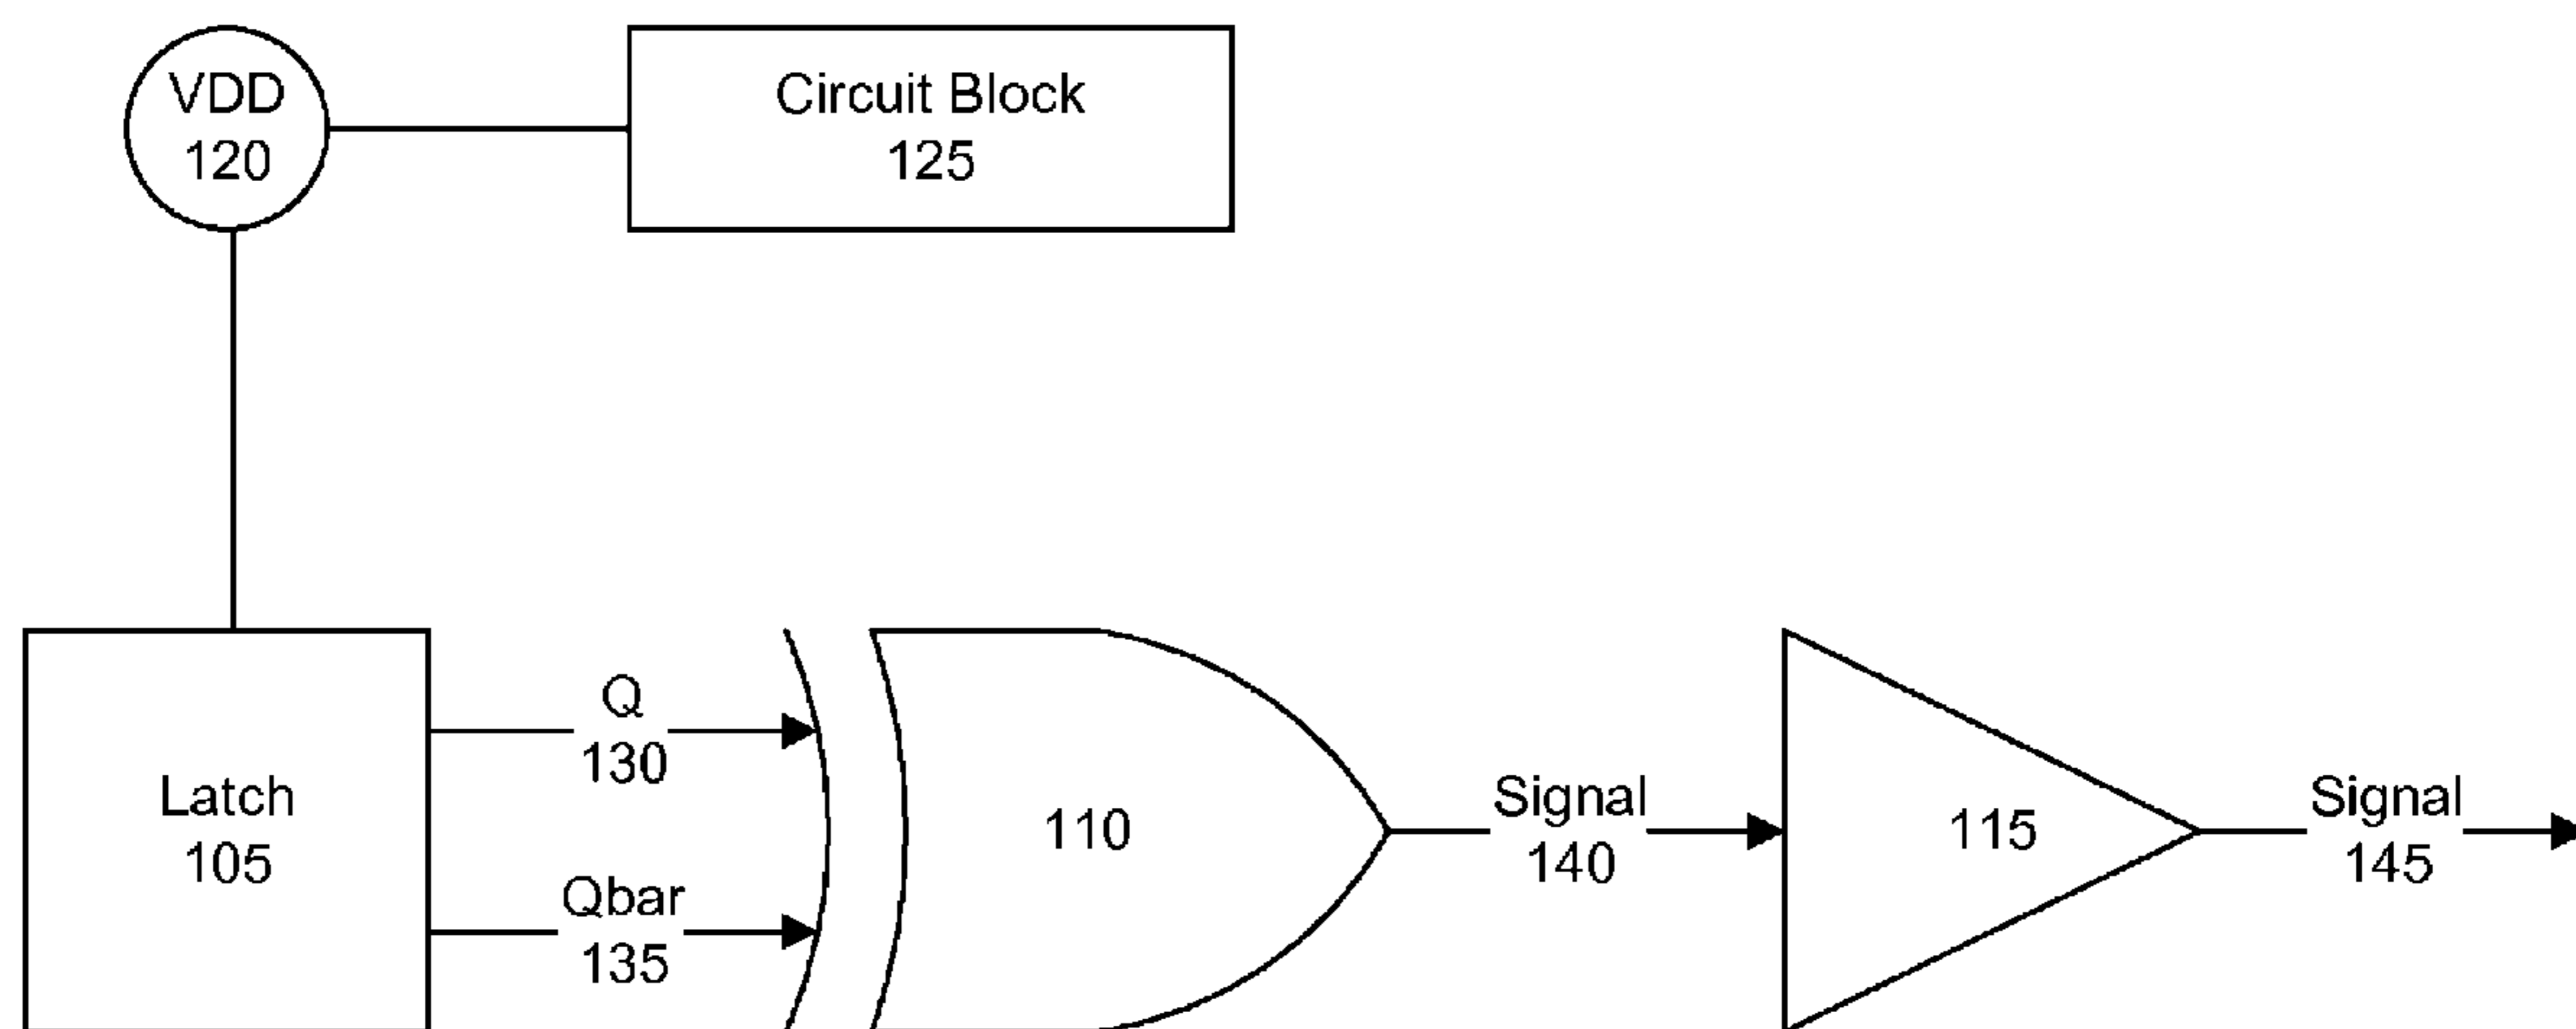 VDD
120
Circuit Block
125
Q
130
Latch
105
Qbar
135
110
Signal
140
115
Signal
145